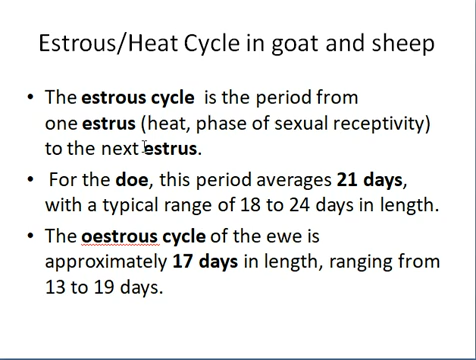 Estrous/Heat Cycle in goat and sheep
• The estrous cycle is the period from
one estrus (heat, phase of sexual receptivity)
to the next estrus.
• For the doe, this period averages 21 days,
with a typical range of 18 to 24 days in length.
• The oestrous cycle of the ewe is
approximately 17 days in length, ranging from
13 to 19 days.